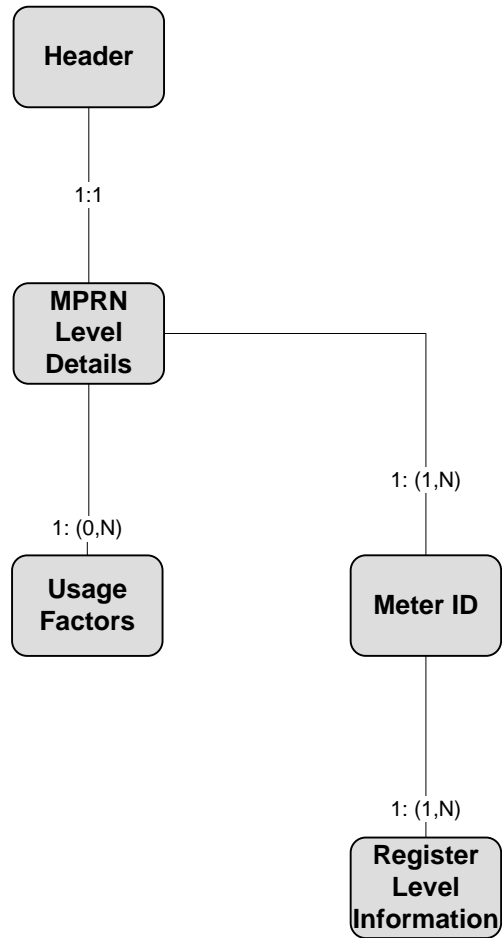 Header
1:1
MPRN
Level
Details
1: (0,N)
1: (1,N)
Usage
Factors
Meter ID
1: (1,N)
Register
Level
Information